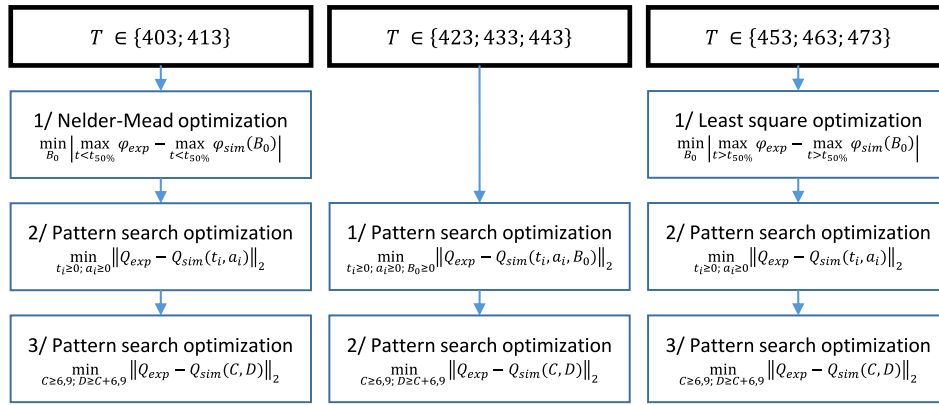 T ∈ {403; 413}
T ∈ {423; 433; 443}
T ∈ {453; 463; 473}
1/ Nelder-Mead optimization
min_{B_0} | max_{t<t_{50%}} φ_{exp} − max_{t<t_{50%}} φ_{sim}(B_0) |
1/ Least square optimization
min_{B_0} | max_{t>t_{50%}} φ_{exp} − max_{t>t_{50%}} φ_{sim}(B_0) |
2/ Pattern search optimization
min_{t_i≥0; a_i≥0} ‖Q_{exp} − Q_{sim}(t_i, a_i)‖_2
1/ Pattern search optimization
min_{t_i≥0; a_i≥0; B_0≥0} ‖Q_{exp} − Q_{sim}(t_i, a_i, B_0)‖_2
2/ Pattern search optimization
min_{t_i≥0; a_i≥0} ‖Q_{exp} − Q_{sim}(t_i, a_i)‖_2
3/ Pattern search optimization
min_{C≥6,9; D≥C+6,9} ‖Q_{exp} − Q_{sim}(C, D)‖_2
2/ Pattern search optimization
min_{C≥6,9; D≥C+6,9} ‖Q_{exp} − Q_{sim}(C, D)‖_2
3/ Pattern search optimization
min_{C≥6,9; D≥C+6,9} ‖Q_{exp} − Q_{sim}(C, D)‖_2